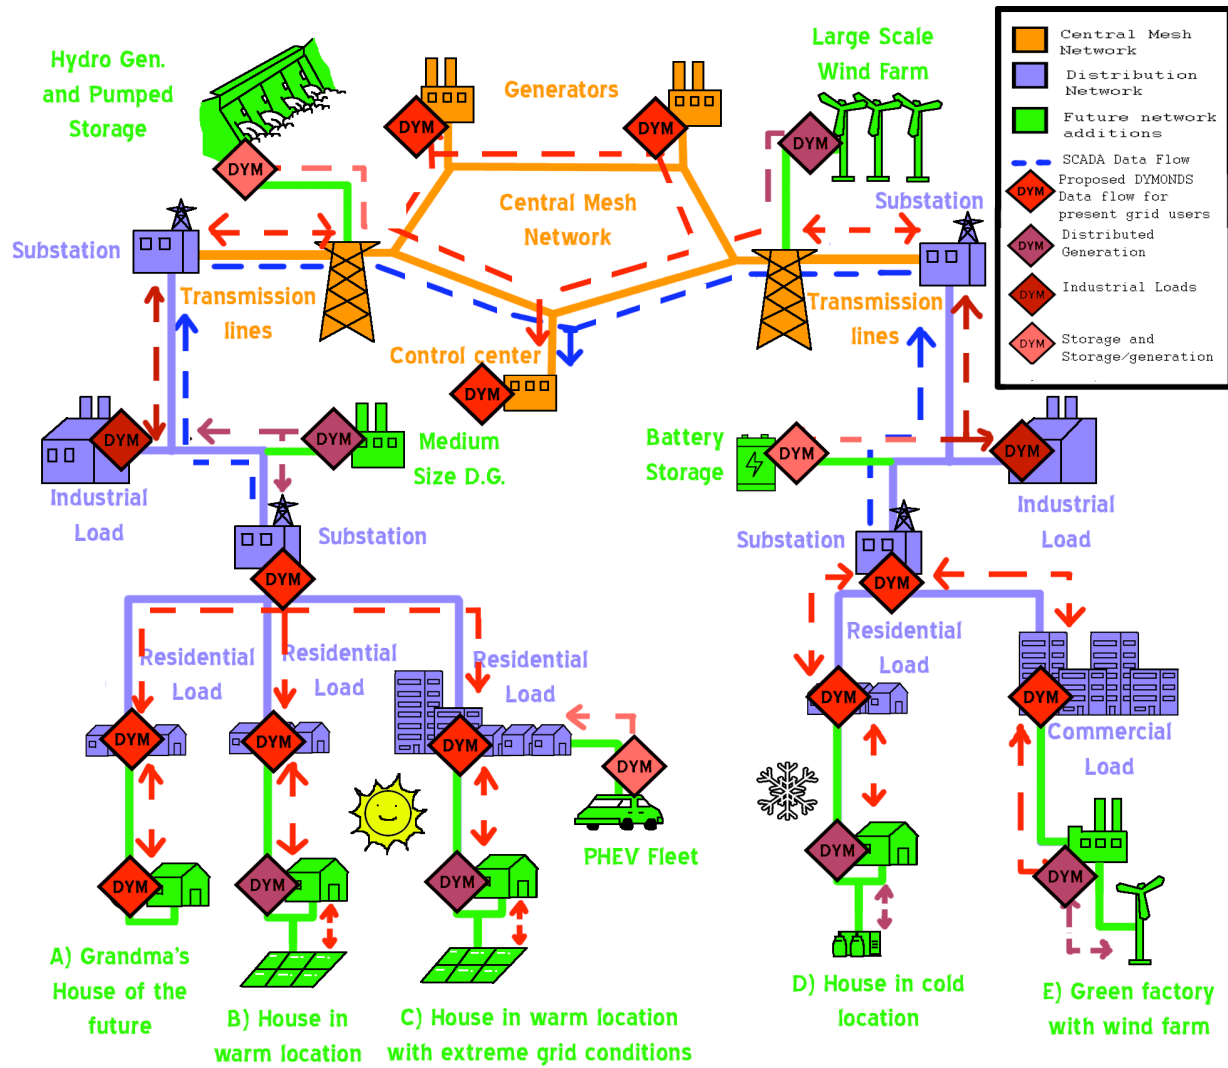 Hydro Gen.
and Pumped
Storage
DYM
Generators
DYM
DYM
Large Scale
Wind Farm
DYM
Central Mesh
Network
Distribution
Network
Future network
additions
SCADA Data Flow
DYM
Proposed DYMONDS
Data flow for
present grid users
DYM
Distributed
Generation
DYM
Industrial Loads
DYM
Storage and
Storage/generation
Central Mesh
Network
Substation
Substation
Transmission
lines
Transmission
lines
Control center
DYM
DYM
Industrial
Load
DYM
Medium
Size D.G.
Battery
Storage
DYM
DYM
Industrial
Load
Substation
DYM
Substation
DYM
Residential
Load
Residential
Load
Residential
Load
Residential
Load
DYM
DYM
DYM
DYM
DYM
DYM
Commercial
Load
PHEV Fleet
DYM
DYM
DYM
DYM
DYM
A) Grandma's
House of the
future
B) House in
warm location
C) House in warm location
with extreme grid conditions
D) House in cold
location
E) Green factory
with wind farm